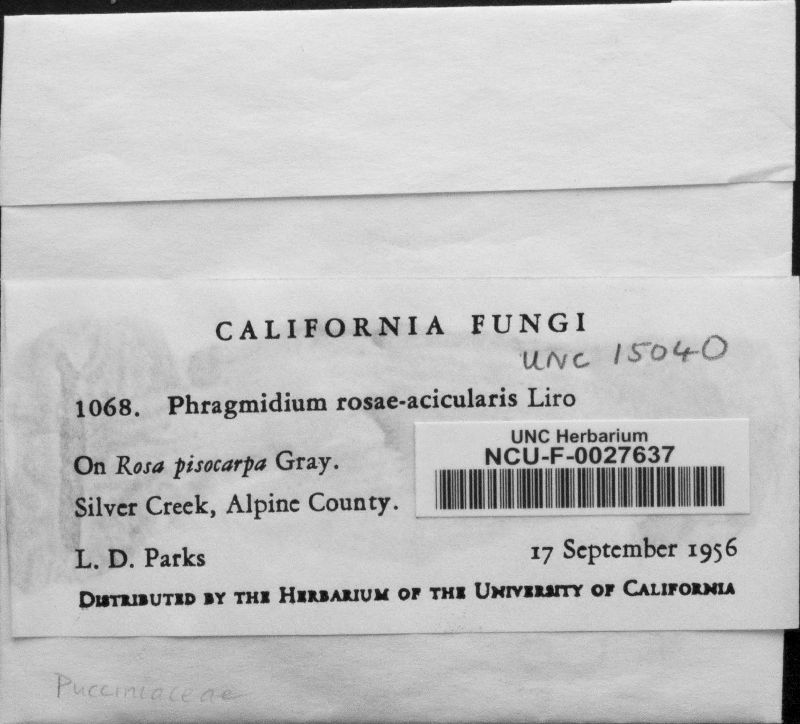 CALIFORNIA FUNGI
UNC 15040
1068. Phragmidium rosae-acicularis Liro
On Rosa pisocarpa Gray.
UNC Herbarium
NCU-F-0027637
Silver Creek, Alpine County.
L. D. Parks
17 September 1956
DISTRIBUTED BY THE HERBARIUM OF THE UNIVERSITY OF CALIFORNIA
Pucciniaceae